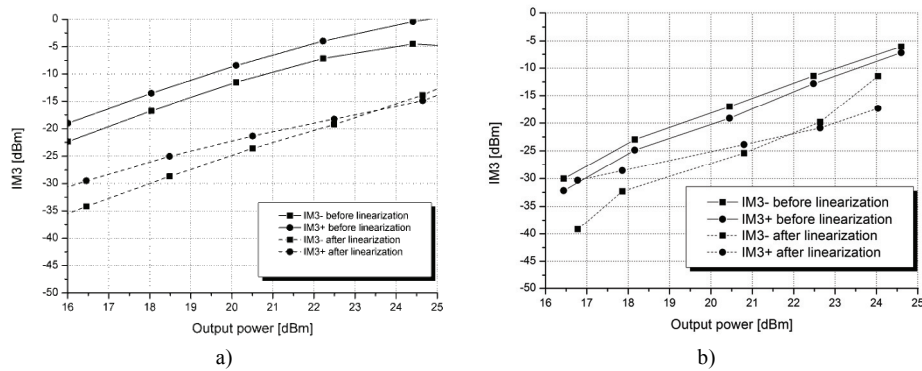 0
-5
-10
-15
-20
-25
-30
-35
-40
-45
-50
IM3 [dBm]
IM3- before linearization
IM3+ before linearization
IM3- after linearization
IM3+ after linearization
16 17 18 19 20 21 22 23 24 25
Output power [dBm]
a)
0
-5
-10
-15
-20
-25
-30
-35
-40
-45
-50
IM3 [dBm]
IM3- before linearization
IM3+ before linearization
IM3- after linearization
IM3+ after linearization
16 17 18 19 20 21 22 23 24 25
Output power [dBm]
b)